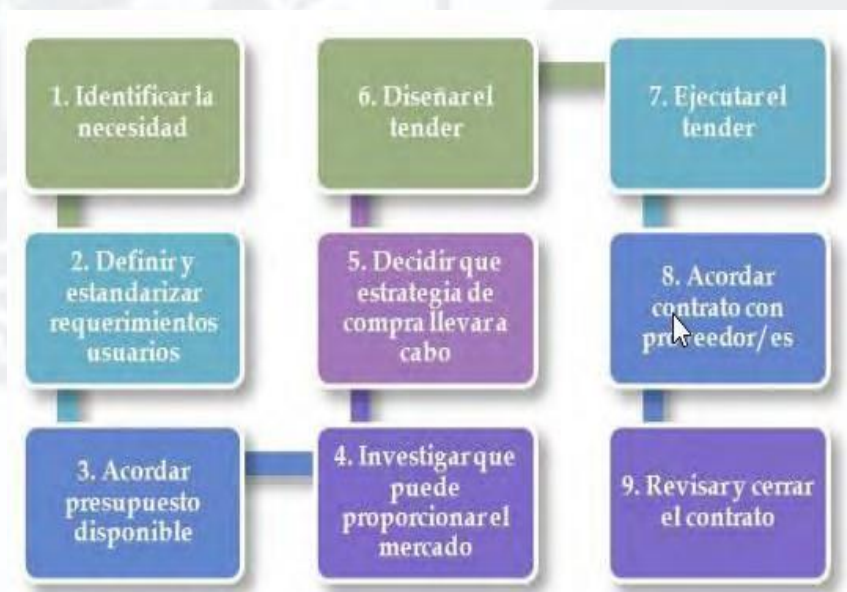 1. Identificar la
necesidad
2. Definir y
estandarizar
requerimientos
usuarios
3. Acordar
presupuesto
disponible
4. Investigar que
puede
proporcionar el
mercado
5. Decidir que
estrategia de
compra llevar a
cabo
6. Diseñar el
tender
7. Ejecutar el
tender
8. Acordar
contrato con
proveedor/es
9. Revisar y cerrar
el contrato